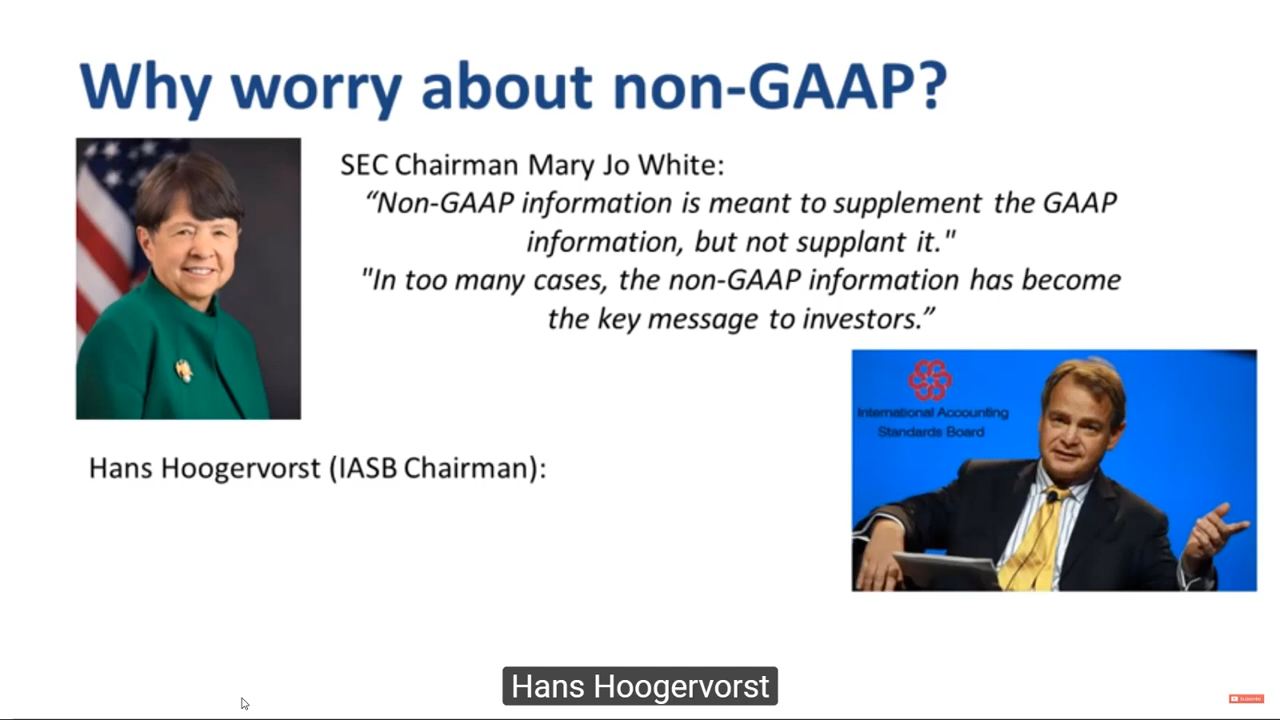 Why worry about non-GAAP?
SEC Chairman Mary Jo White:
“Non-GAAP information is meant to supplement the GAAP
information, but not supplant it."
"In too many cases, the non-GAAP information has become
the key message to investors.”
International Accounting
Standards Board
Hans Hoogervorst (IASB Chairman):
Hans Hoogervorst